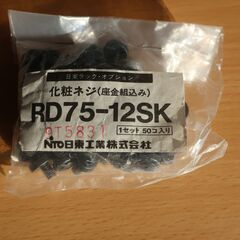 日東ラック・オプション
化粧ネジ(座金組込み)
RD75-12SK
9T5831
1セット 50コ入り
NITO日東工業株式会社